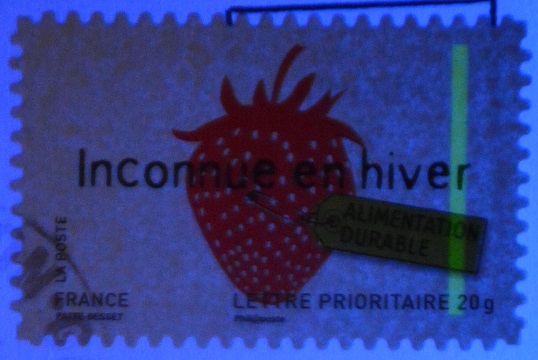 Inconnue en hiver
ALIMENTATION
DURABLE
LA POSTE
FRANCE
LETTRE PRIORITAIRE 20g